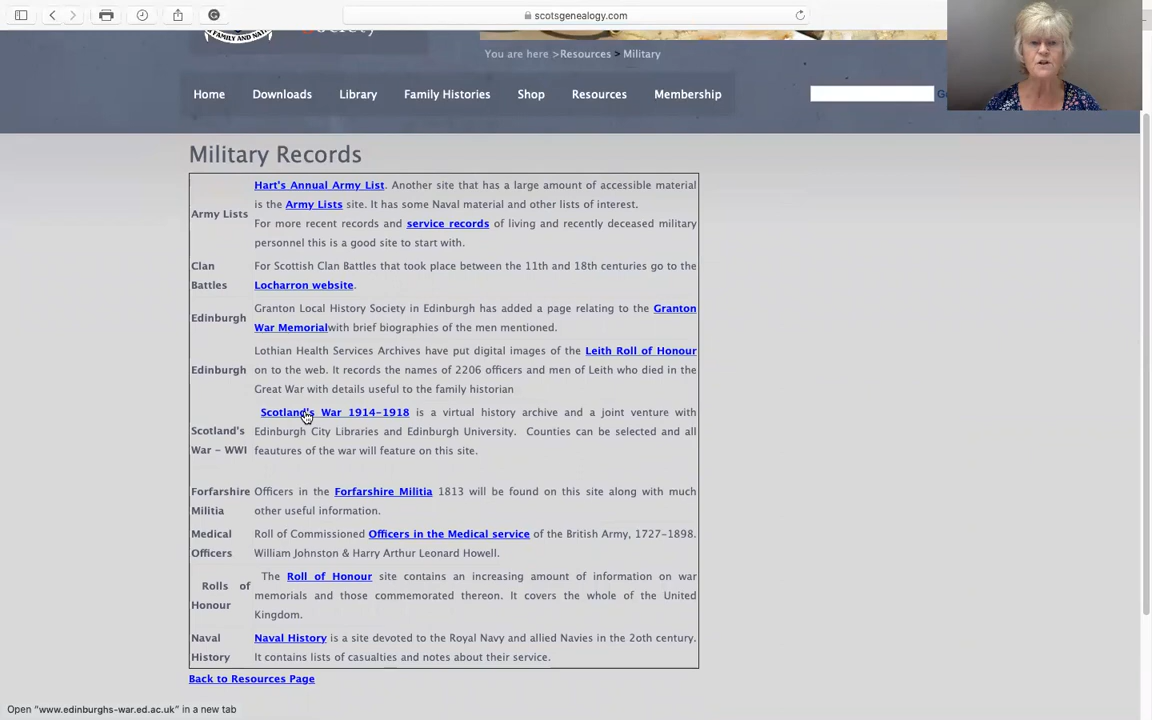 scotsgenealogy.com
FAMILY AND NAT
Society
You are here >Resources > Military
Home Downloads Library Family Histories Shop Resources Membership
Military Records
Army Lists
Hart's Annual Army List. Another site that has a large amount of accessible material
is the Army Lists site. It has some Naval material and other lists of interest.
For more recent records and service records of living and recently deceased military
personnel this is a good site to start with.
Clan
Battles
For Scottish Clan Battles that took place between the 11th and 18th centuries go to the
Locharron website.
Edinburgh
Granton Local History Society in Edinburgh has added a page relating to the Granton
War Memorialwith brief biographies of the men mentioned.
Edinburgh
Lothian Health Services Archives have put digital images of the Leith Roll of Honour
on to the web. It records the names of 2206 officers and men of Leith who died in the
Great War with details useful to the family historian
Scotland's
War – WWI
Scotland's War 1914–1918 is a virtual history archive and a joint venture with
Edinburgh City Libraries and Edinburgh University. Counties can be selected and all
feautures of the war will feature on this site.
Forfarshire
Militia
Officers in the Forfarshire Militia 1813 will be found on this site along with much
other useful information.
Medical
Officers
Roll of Commissioned Officers in the Medical service of the British Army, 1727–1898.
William Johnston & Harry Arthur Leonard Howell.
Rolls of
Honour
The Roll of Honour site contains an increasing amount of information on war
memorials and those commemorated thereon. It covers the whole of the United
Kingdom.
Naval
History
Naval History is a site devoted to the Royal Navy and allied Navies in the 2oth century.
It contains lists of casualties and notes about their service.
Back to Resources Page
Open "www.edinburghs-war.ed.ac.uk" in a new tab